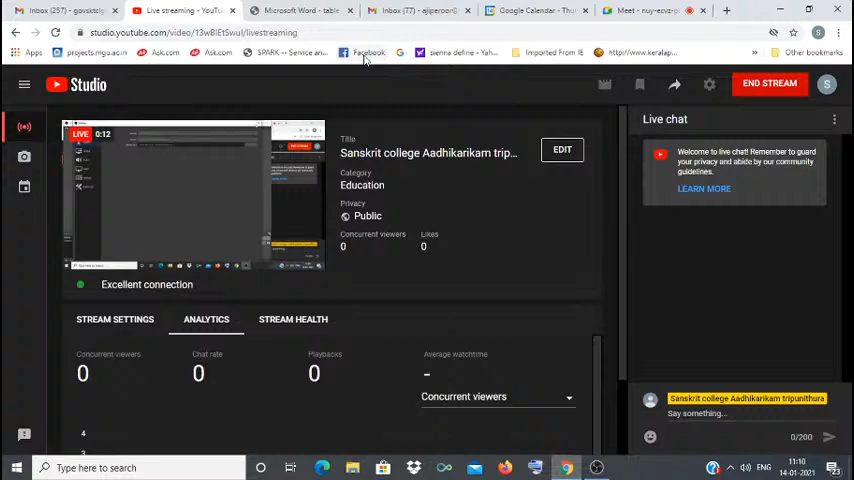 Inbox (257) - govsktclg
Live streaming - YouTu
Microsoft Word - table
Inbox (77) - ajiperoor@
Google Calendar - Thu
Meet - nuy-ecvz-p
studio.youtube.com/video/13wBIEtSwuI/livestreaming
Apps
projects.mgu.ac.in
Ask.com
Ask.com
SPARK -- Service an...
Facebook
sienna define - Yah...
Imported From IE
http://www.keralap...
Other bookmarks
Studio
END STREAM
S
LIVE 0:12
Title
Sanskrit college Aadhikarikam trip...
EDIT
Category
Education
Privacy
Public
Concurrent viewers
Likes
0
0
Excellent connection
STREAM SETTINGS
ANALYTICS
STREAM HEALTH
Concurrent viewers
Chat rate
Playbacks
Average watchtime
0
0
0
-
Concurrent viewers
4
3
Live chat
Welcome to live chat! Remember to guard
your privacy and abide by our community
guidelines.
LEARN MORE
Sanskrit college Aadhikarikam tripunithura
Say something...
0/200
Type here to search
ENG
11:10
14-01-2021
23